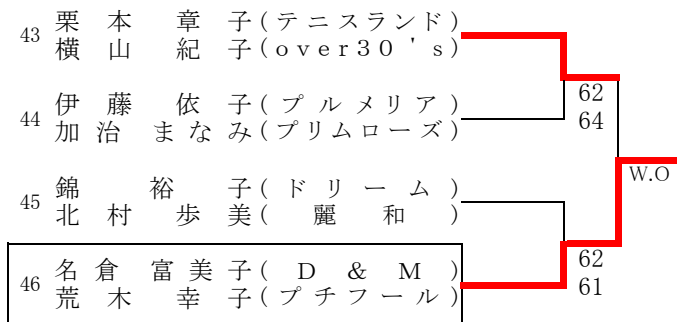 43 栗本章子(テニスランド)
横山紀子(over30's)
62
64
44 伊藤依子(プルメリア)
加治まなみ(プリムローズ)
W.O
45 錦裕子(ドリーム)
北村歩美(麗和)
62
61
46 名倉富美子(D&M)
荒木幸子(プチフール)